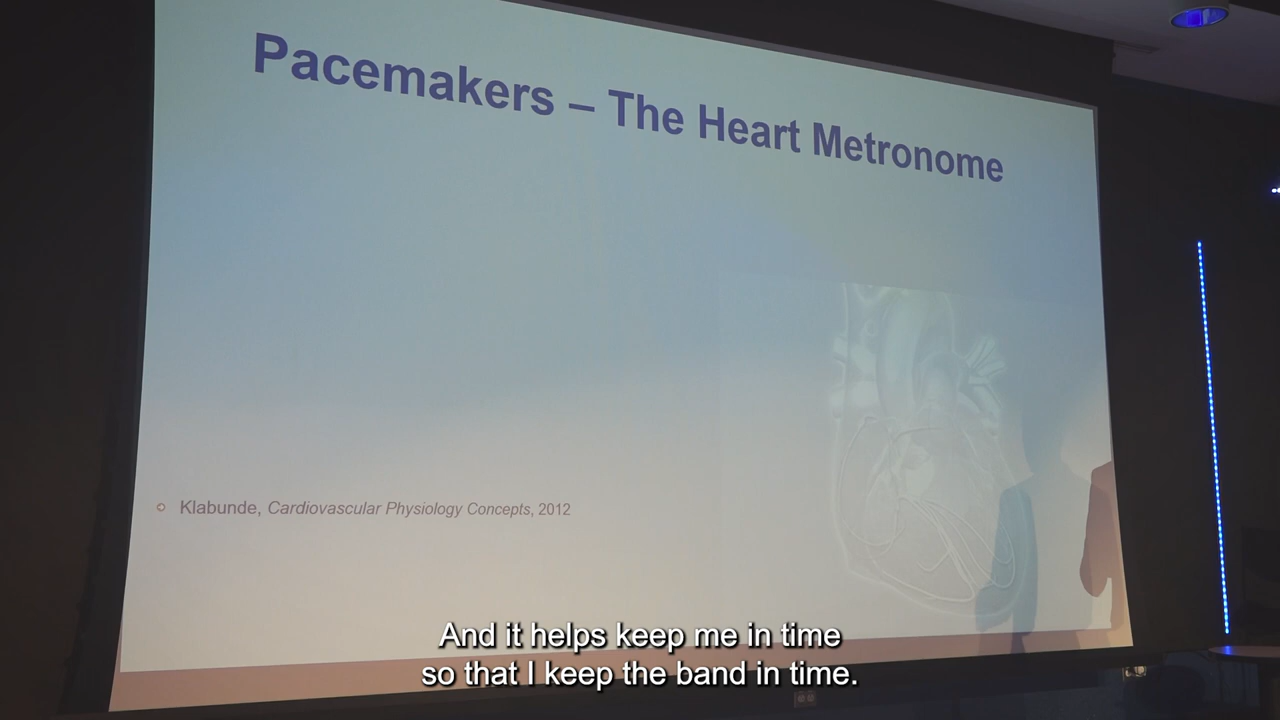 Pacemakers – The Heart Metronome
Klabunde, Cardiovascular Physiology Concepts, 2012
And it helps keep me in time
so that I keep the band in time.